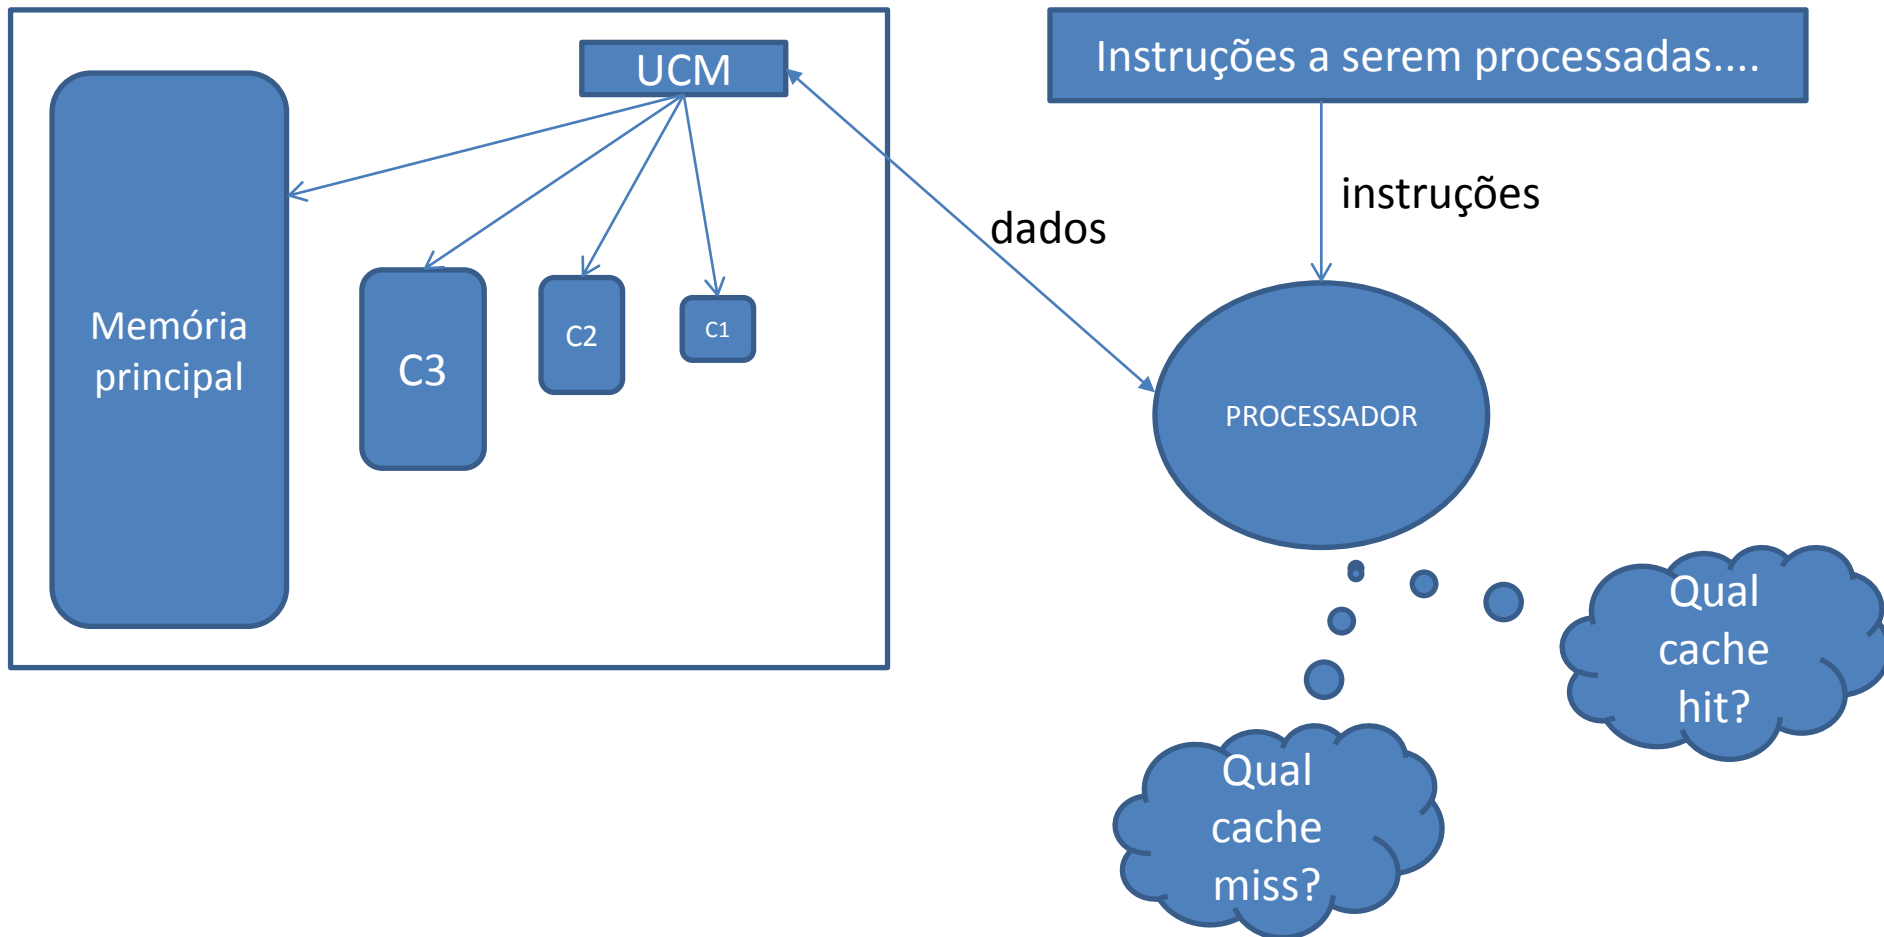 UCM
Instruções a serem processadas....
instruções
dados
Memória
principal
C3
C2
C1
PROCESSADOR
Qual
cache
hit?
Qual
cache
miss?